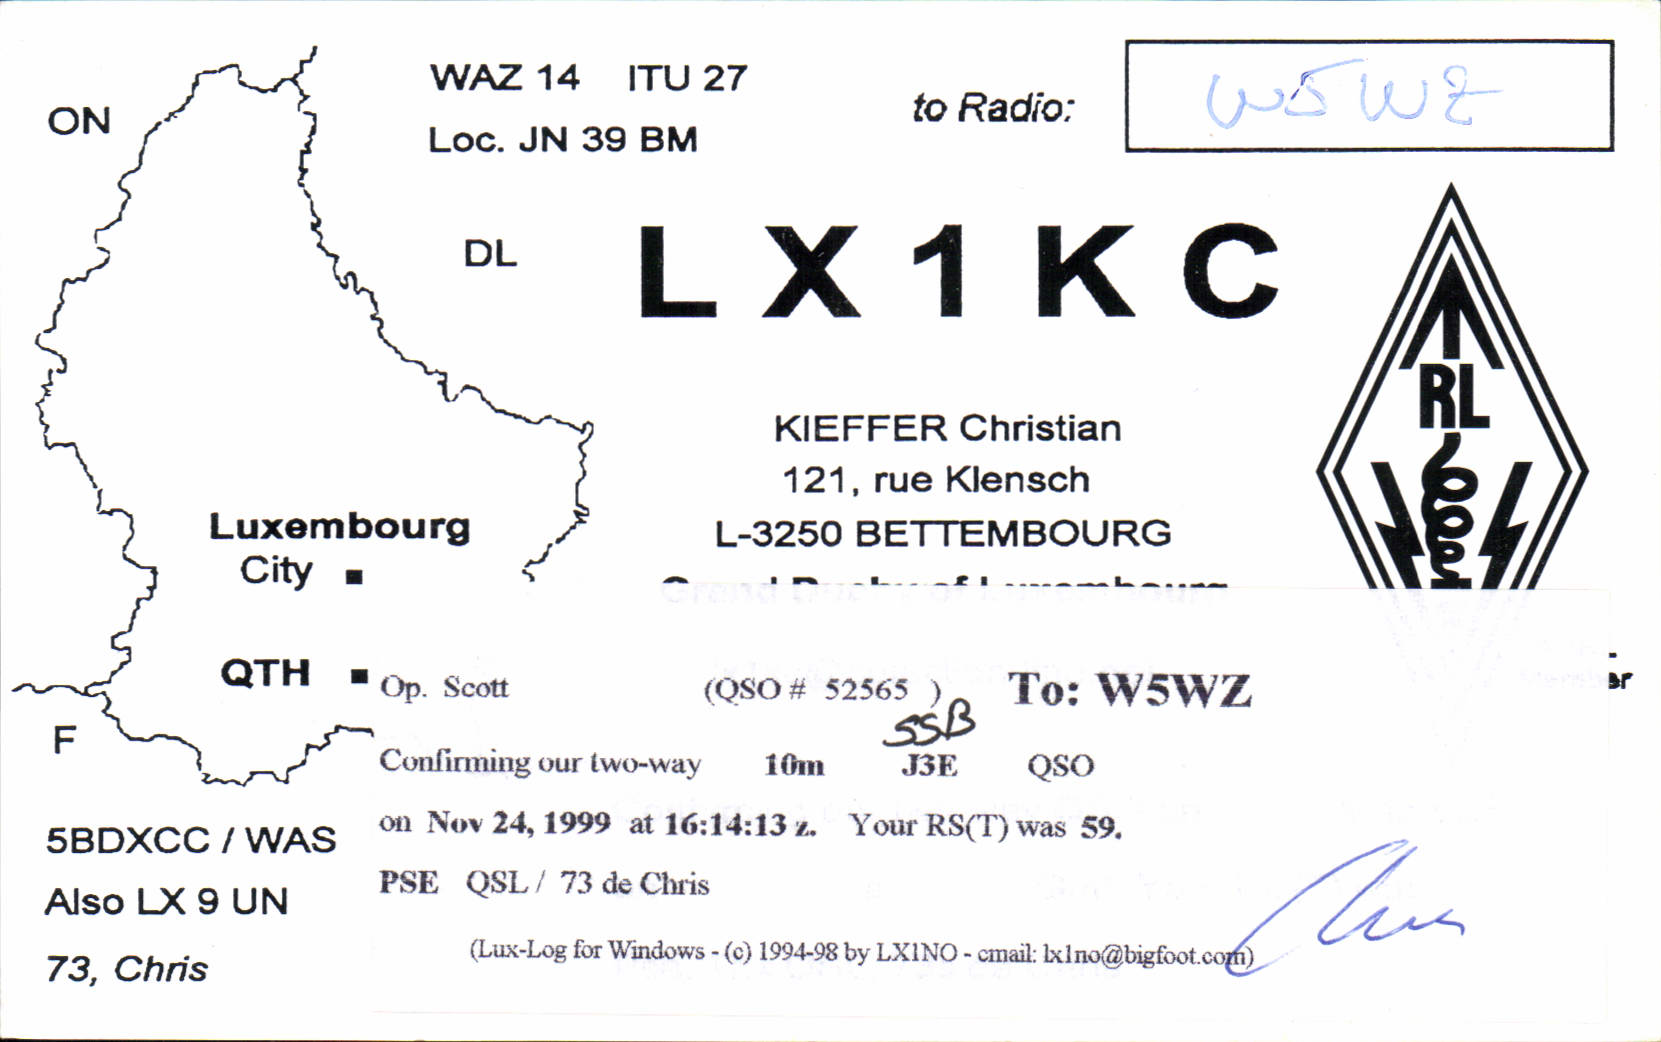 ON
WAZ 14 ITU 27
Loc. JN 39 BM
to Radio:
W5WZ
DL
LX1KC
RL
KIEFFER Christian
121, rue Klensch
L-3250 BETTEMBOURG
Grand Duchy of Luxembourg
Luxembourg
City
QTH
F
Op. Scott (QSO # 52565 ) To: W5WZ
SSB
Confirming our two-way 10m J3E QSO
on Nov 24, 1999 at 16:14:13 z. Your RS(T) was 59.
PSE QSL / 73 de Chris
(Lux-Log for Windows - (c) 1994-98 by LX1NO - email: lx1no@bigfoot.com)
5BDXCC / WAS
Also LX 9 UN
73, Chris